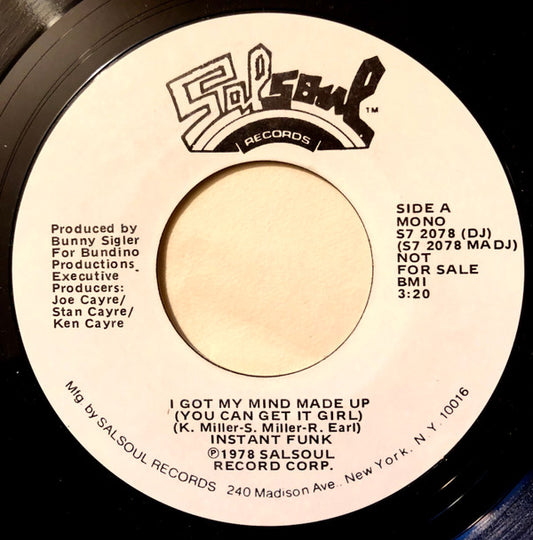 Salsoul ™
RECORDS
Produced by
Bunny Sigler
For Bundino
Productions
Executive
Producers:
Joe Cayre/
Stan Cayre/
Ken Cayre
SIDE A
MONO
S7 2078 (DJ)
(S7 2078 MADJ)
NOT
FOR SALE
BMI
3:20
I GOT MY MIND MADE UP
(YOU CAN GET IT GIRL)
(K. Miller-S. Miller-R. Earl)
INSTANT FUNK
℗1978 SALSOUL
RECORD CORP.
Mfg. by SALSOUL RECORDS 240 Madison Ave., New York, N.Y. 10016